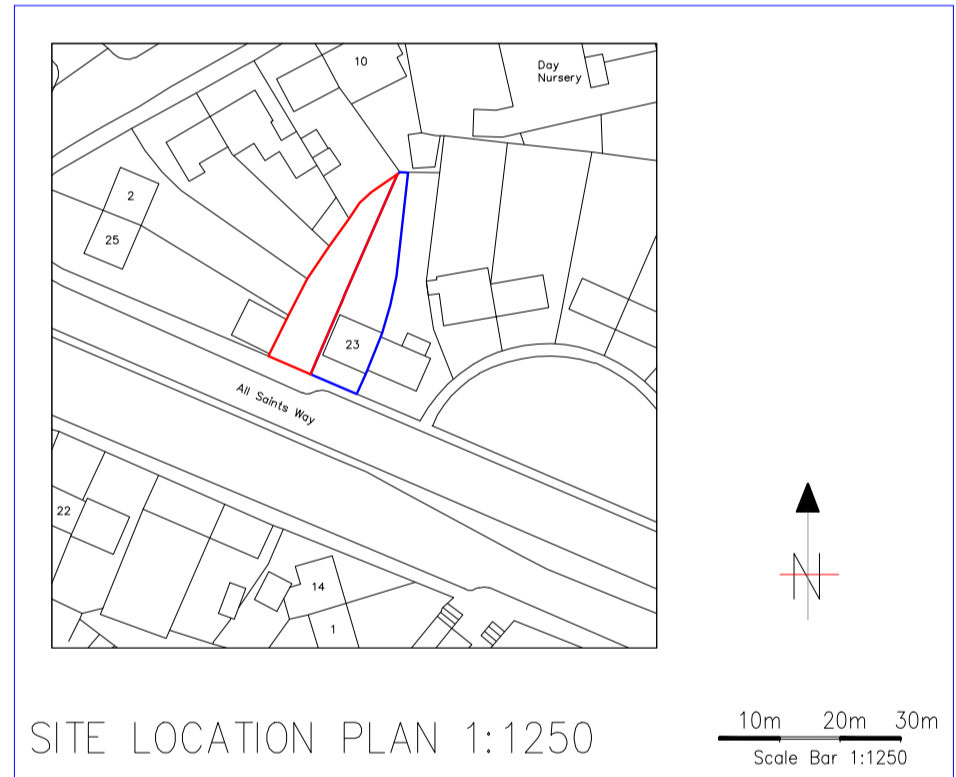 10
Day
Nursery
2
25
23
All Saints Way
22
14
1
N
SITE LOCATION PLAN 1:1250
10m 20m 30m
Scale Bar 1:1250